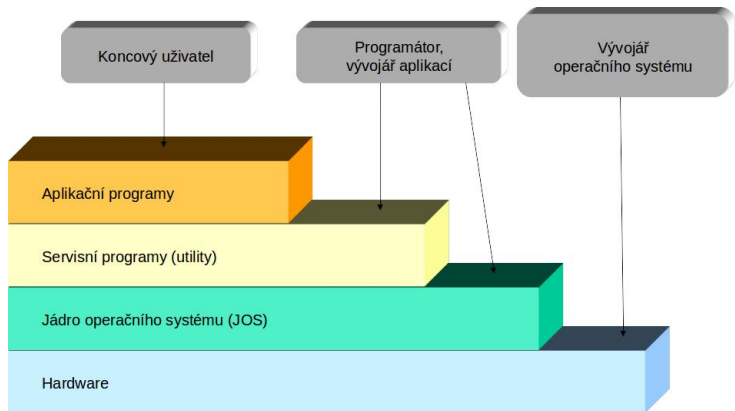 Koncový uživatel
Programátor,
vývojář aplikací
Vývojář
operačního systému
Aplikační programy
Servisní programy (utility)
Jádro operačního systému (JOS)
Hardware